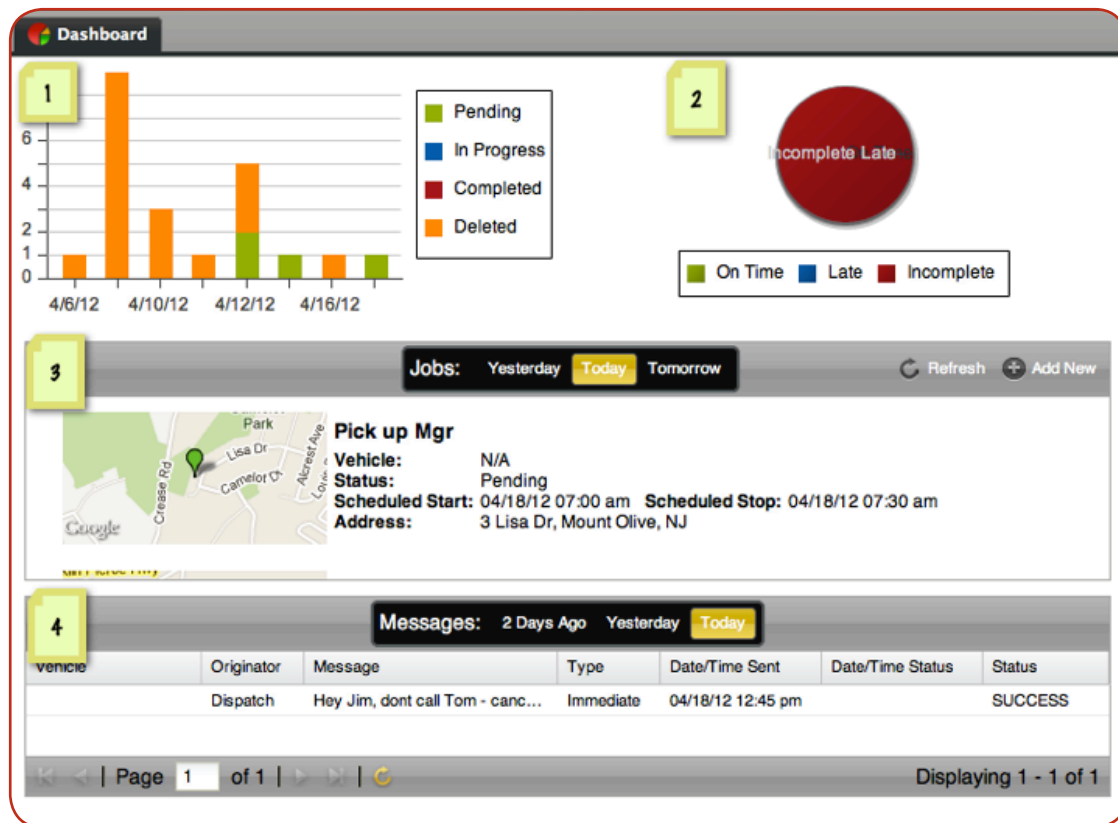 Dashboard
1
6
4
2
1
0
4/6/12 4/10/12 4/12/12 4/16/12
Pending
In Progress
Completed
Deleted
2
Incomplete Late
On Time Late Incomplete
3
Jobs: Yesterday Today Tomorrow
Refresh Add New
Park
Lisa Dr
Camelot Dr
Crease Rd
Alcrest Ave
Google
Pick up Mgr
Vehicle: N/A
Status: Pending
Scheduled Start: 04/18/12 07:00 am Scheduled Stop: 04/18/12 07:30 am
Address: 3 Lisa Dr, Mount Olive, NJ
4
Messages: 2 Days Ago Yesterday Today
Vehicle Originator Message Type Date/Time Sent Date/Time Status Status
Dispatch Hey Jim, dont call Tom - canc... Immediate 04/18/12 12:45 pm SUCCESS
Page 1 of 1
Displaying 1 - 1 of 1